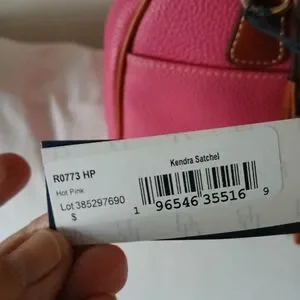 Kendra Satchel
R0773 HP
Hot Pink
Lot 385297690
$
1 96546 35516 9